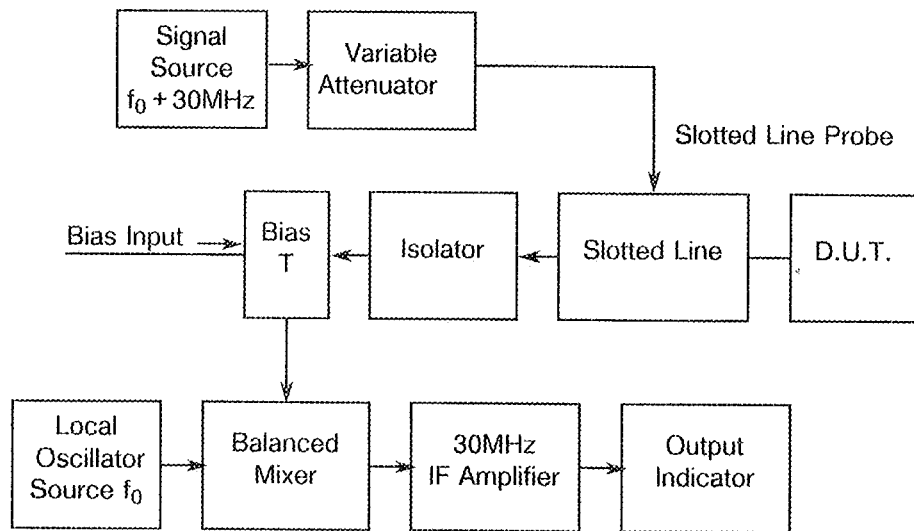 Signal
Source
f₀ + 30MHz
Variable
Attenuator
Slotted Line Probe
Bias Input
Bias
T
Isolator
Slotted Line
D.U.T.
Local
Oscillator
Source f₀
Balanced
Mixer
30MHz
IF Amplifier
Output
Indicator